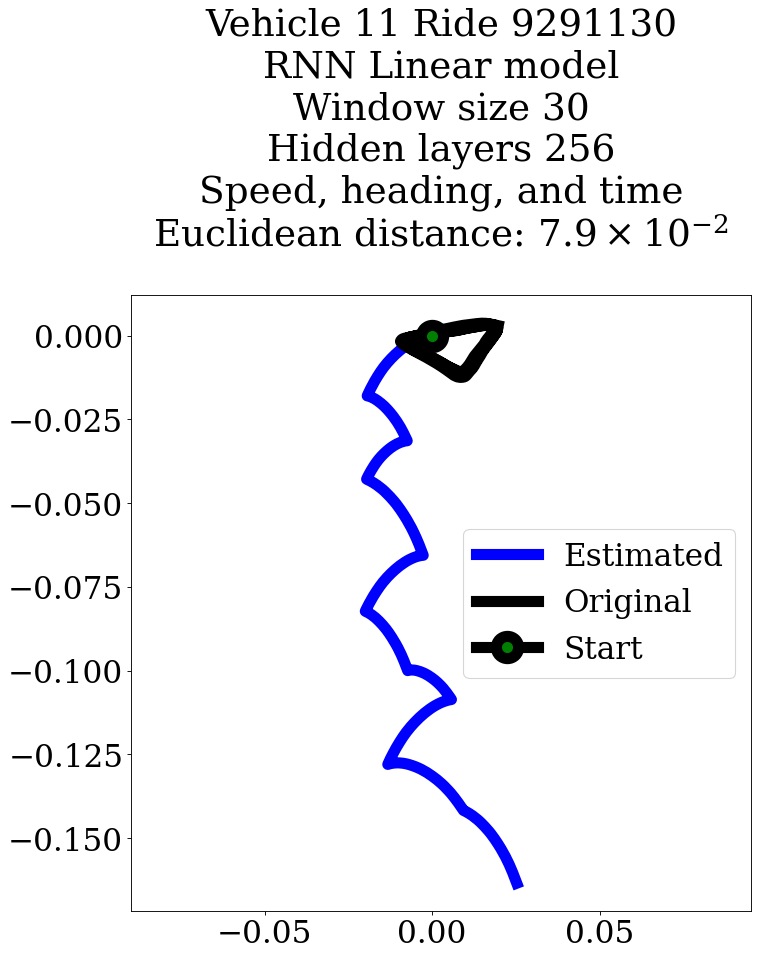 Vehicle 11 Ride 9291130
RNN Linear model
Window size 30
Hidden layers 256
Speed, heading, and time
Euclidean distance: 7.9 × 10⁻²
0.000
−0.025
−0.050
−0.075
−0.100
−0.125
−0.150
Estimated
Original
Start
−0.05
0.00
0.05